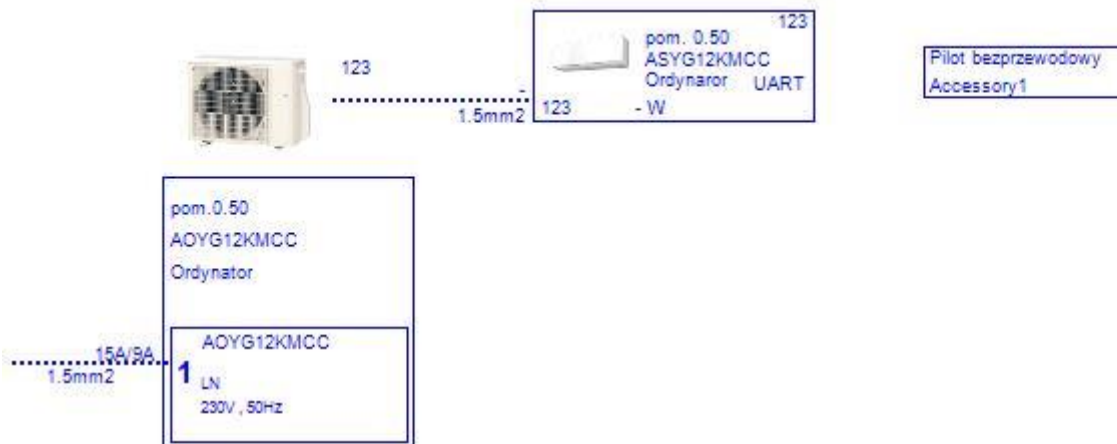 123
pom. 0.50
ASYG12KMCC
Ordynaror UART
123 - W
123
-
1.5mm2
Pilot bezprzewodowy
Accessory1
pom.0.50
AOYG12KMCC
Ordynator
15A/9A
1.5mm2
AOYG12KMCC
1
LN
230V , 50Hz